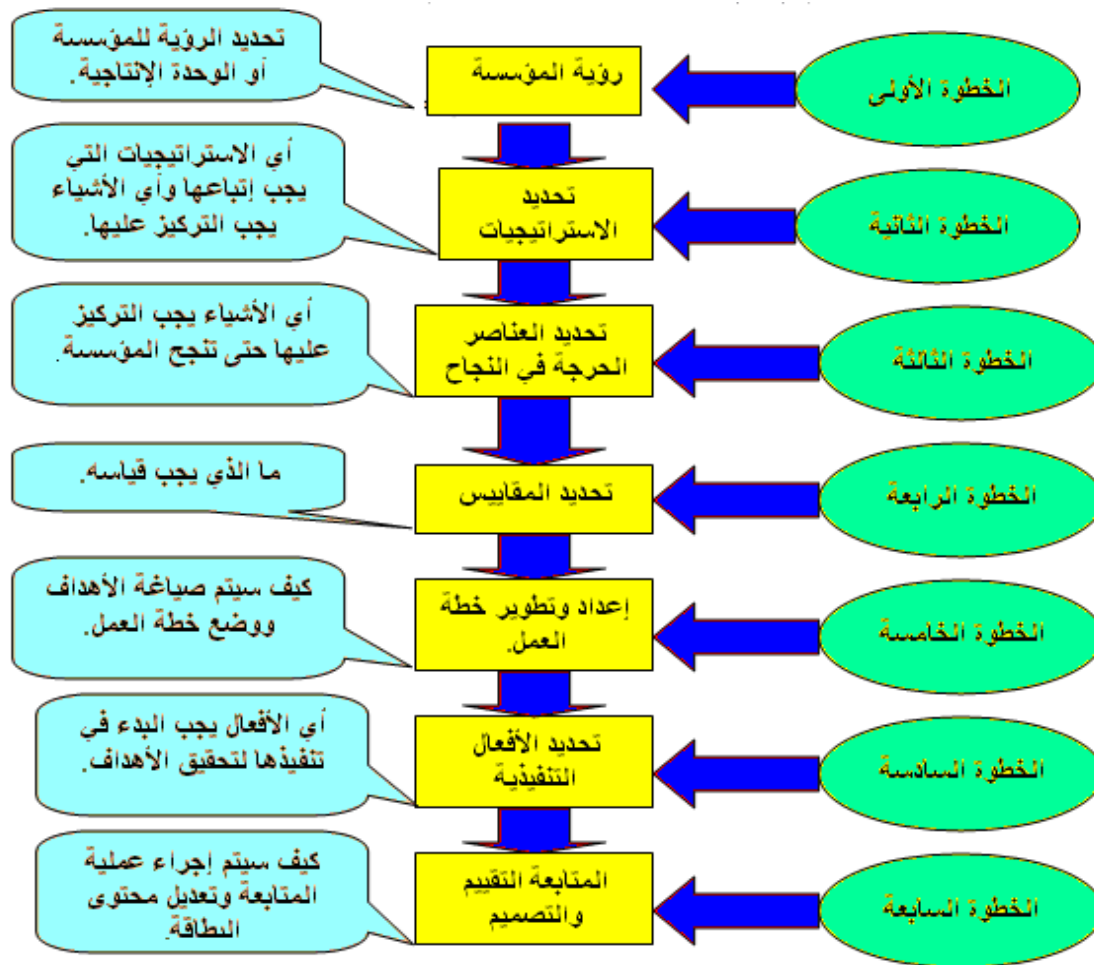 الخطوة الأولى
رؤية المؤسسة
تحديد الرؤية للمؤسسة
أو الوحدة الإنتاجية.
الخطوة الثانية
تحديد
الاستراتيجيات
أي الاستراتيجيات التي
يجب إتباعها وأي الأشياء
يجب التركيز عليها.
الخطوة الثالثة
تحديد العناصر
الحرجة في النجاح
أي الأشياء يجب التركيز
عليها حتى تنجح المؤسسة.
الخطوة الرابعة
تحديد المقاييس
ما الذي يجب قياسه.
الخطوة الخامسة
إعداد وتطوير خطة
العمل.
كيف سيتم صياغة الأهداف
ووضع خطة العمل.
الخطوة السادسة
تحديد الأفعال
التنفيذية
أي الأفعال يجب البدء في
تنفيذها لتحقيق الأهداف.
الخطوة السابعة
المتابعة التقييم
والتصميم
كيف سيتم إجراء عملية
المتابعة وتعديل محتوى
البطاقة.